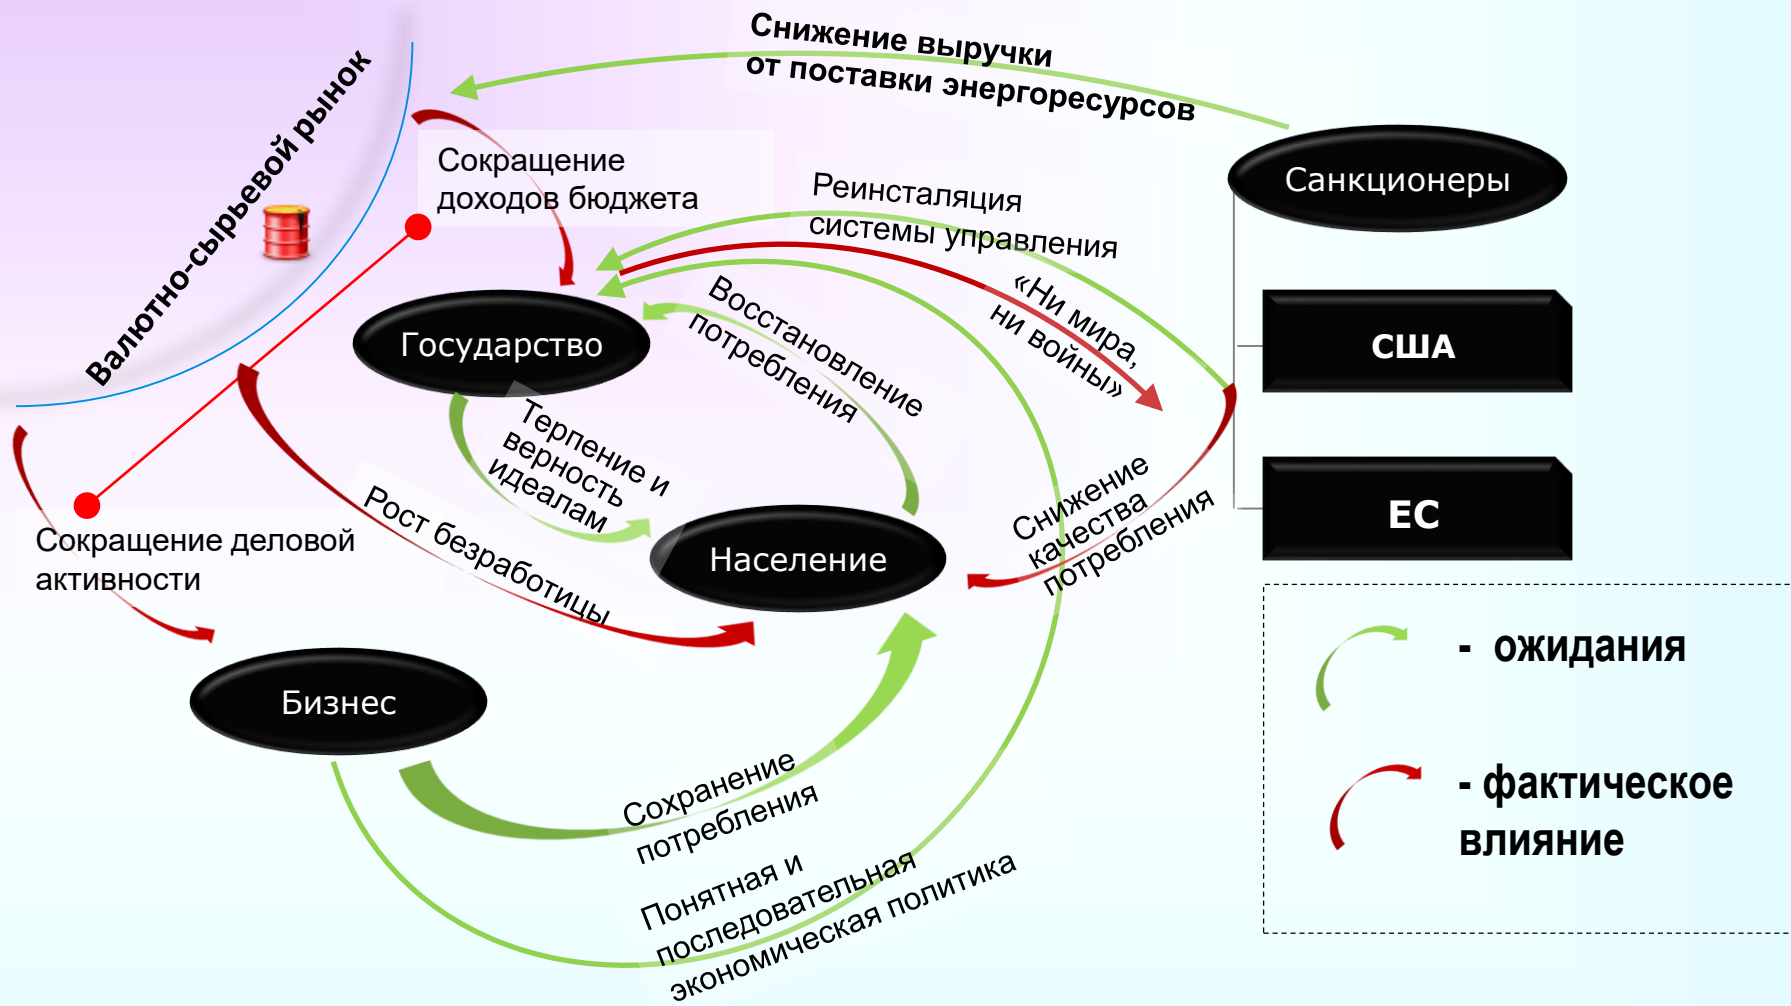 Снижение выручки
от поставки энергоресурсов
Валютно-сырьевой рынок
Сокращение
доходов бюджета
Санкционеры
Реинсталяция
системы управления
«Ни мира,
ни войны»
Восстановление
потребления
Государство
США
Терпение и
верность
идеалам
Снижение
качества
потребления
ЕС
Рост безработицы
Население
Сокращение деловой
активности
Бизнес
- ожидания
Сохранение
потребления
- фактическое
влияние
Понятная и
последовательная
экономическая политика